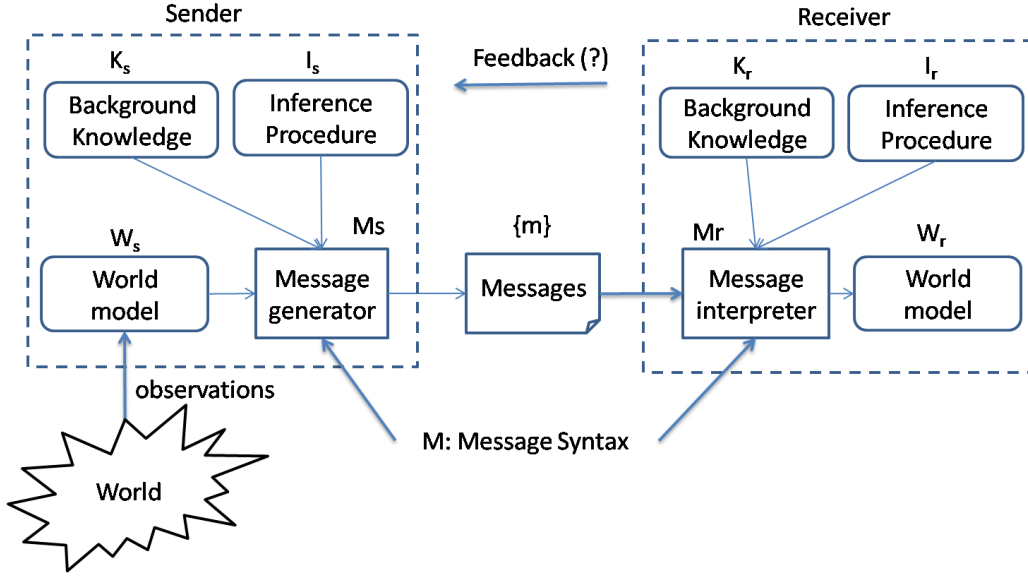 Sender
Receiver
Feedback (?)
Kₛ
Iₛ
Background
Knowledge
Inference
Procedure
Kᵣ
Iᵣ
Background
Knowledge
Inference
Procedure
Wₛ
Ms
{m}
Mr
Wᵣ
World
model
Message
generator
Messages
Message
interpreter
World
model
observations
M: Message Syntax
World